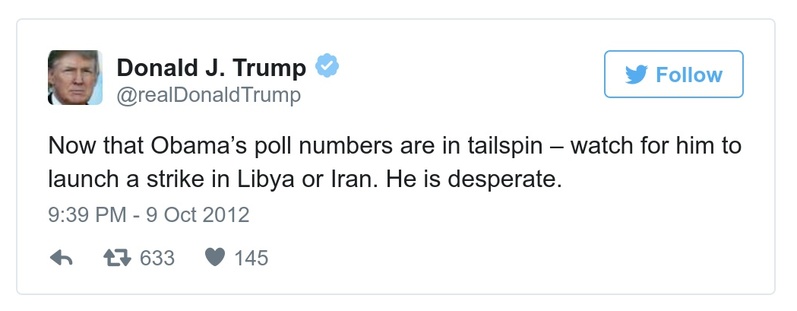 Donald J. Trump
@realDonaldTrump
Follow
Now that Obama’s poll numbers are in tailspin – watch for him to
launch a strike in Libya or Iran. He is desperate.
9:39 PM - 9 Oct 2012
633 145